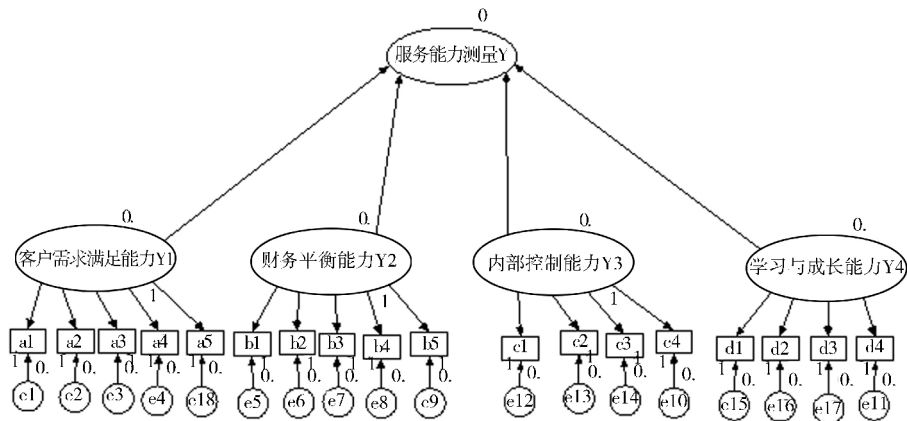 0
服务能力测量Y
0. 0. 0. 0.
客户需求满足能力Y1 财务平衡能力Y2 内部控制能力Y3 学习与成长能力Y4
1 1 1
a1 a2 a3 a4 a5 b1 b2 b3 b4 b5 c1 c2 c3 c4 d1 d2 d3 d4
1 1 1 1 1 1 1 1 1 1 1 1 1 1 1 1 1 1
0. 0. 0. 0. 0. 0. 0. 0. 0. 0. 0. 0. 0. 0. 0. 0. 0. 0.
e1 e2 e3 e4 e18 e5 e6 e7 e8 e9 e12 e13 e14 e10 e15 e16 e17 e11